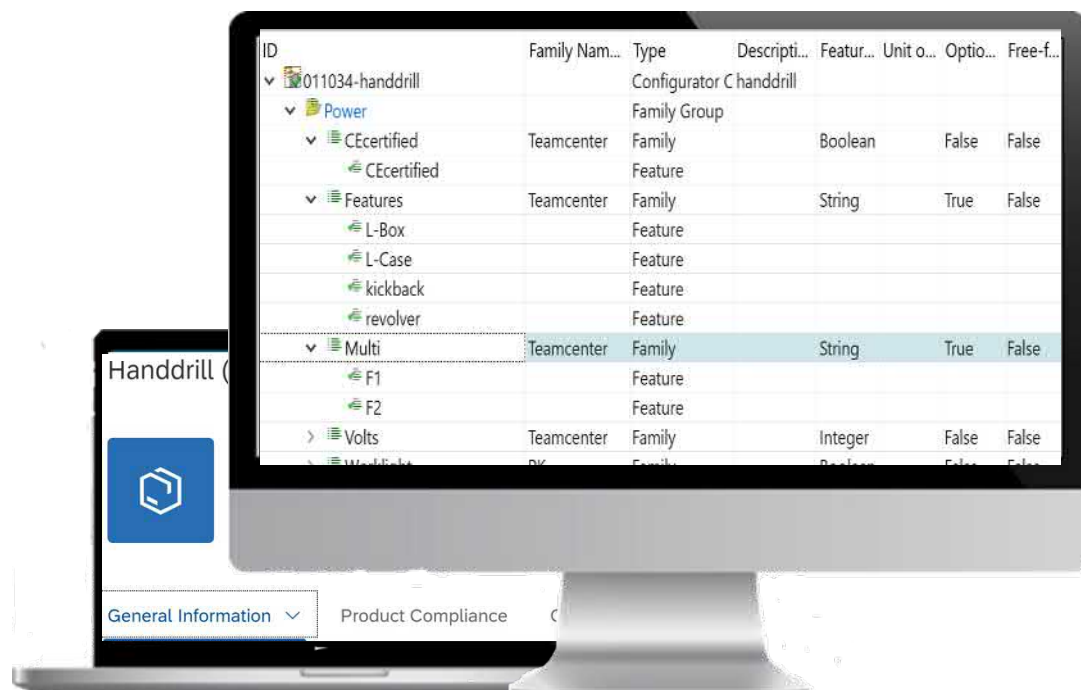 ID Family Nam... Type Descripti... Featur... Unit o... Optio... Free-f...
011034-handdrill Configurator C handdrill
Power Family Group
CEcertified Teamcenter Family Boolean False False
CEcertified Feature
Features Teamcenter Family String True False
L-Box Feature
L-Case Feature
kickback Feature
revolver Feature
Multi Teamcenter Family String True False
F1 Feature
F2 Feature
Volts Teamcenter Family Integer False False
Handdrill (
General Information
Product Compliance